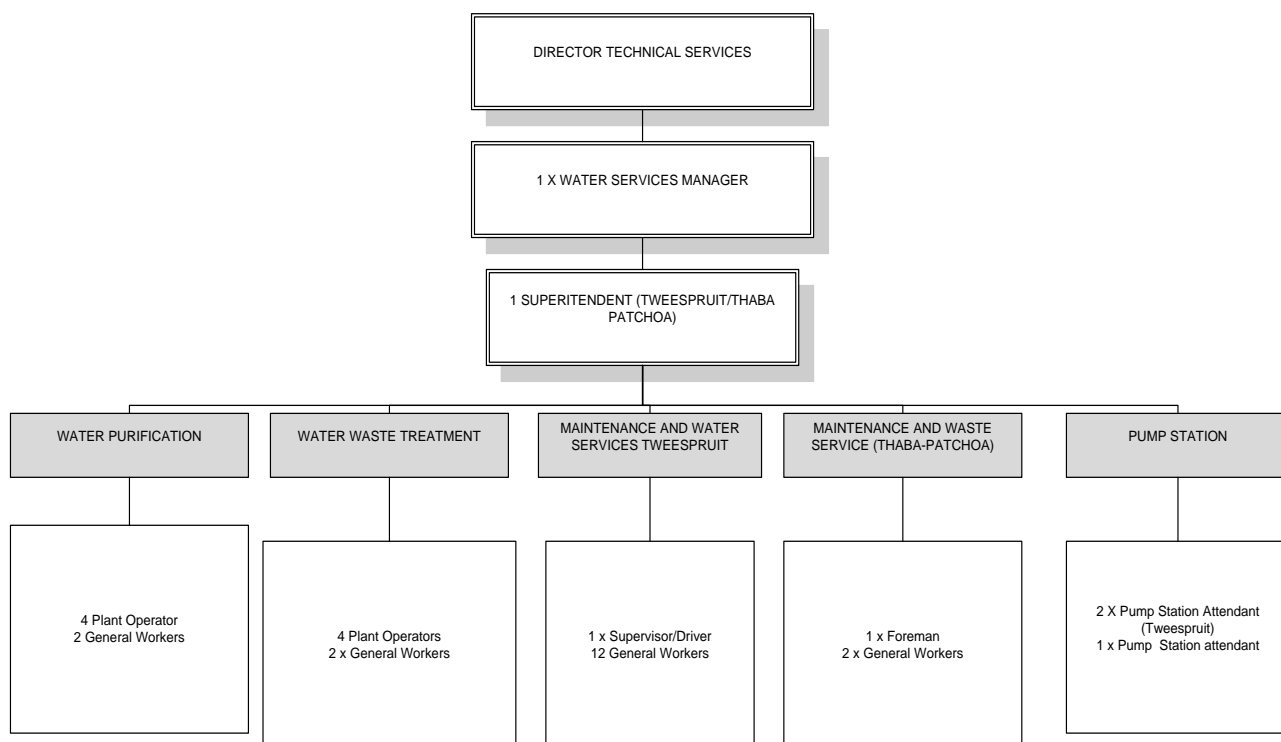 DIRECTOR TECHNICAL SERVICES
1 X WATER SERVICES MANAGER
1 SUPERITENDENT (TWEESPRUIT/THABA
PATCHOA)
WATER PURIFICATION
WATER WASTE TREATMENT
MAINTENANCE AND WATER
SERVICES TWEESPRUIT
MAINTENANCE AND WASTE
SERVICE (THABA-PATCHOA)
PUMP STATION
4 Plant Operator
2 General Workers
4 Plant Operators
2 x General Workers
1 x Supervisor/Driver
12 General Workers
1 x Foreman
2 x General Workers
2 X Pump Station Attendant
(Tweespruit)
1 x Pump Station attendant